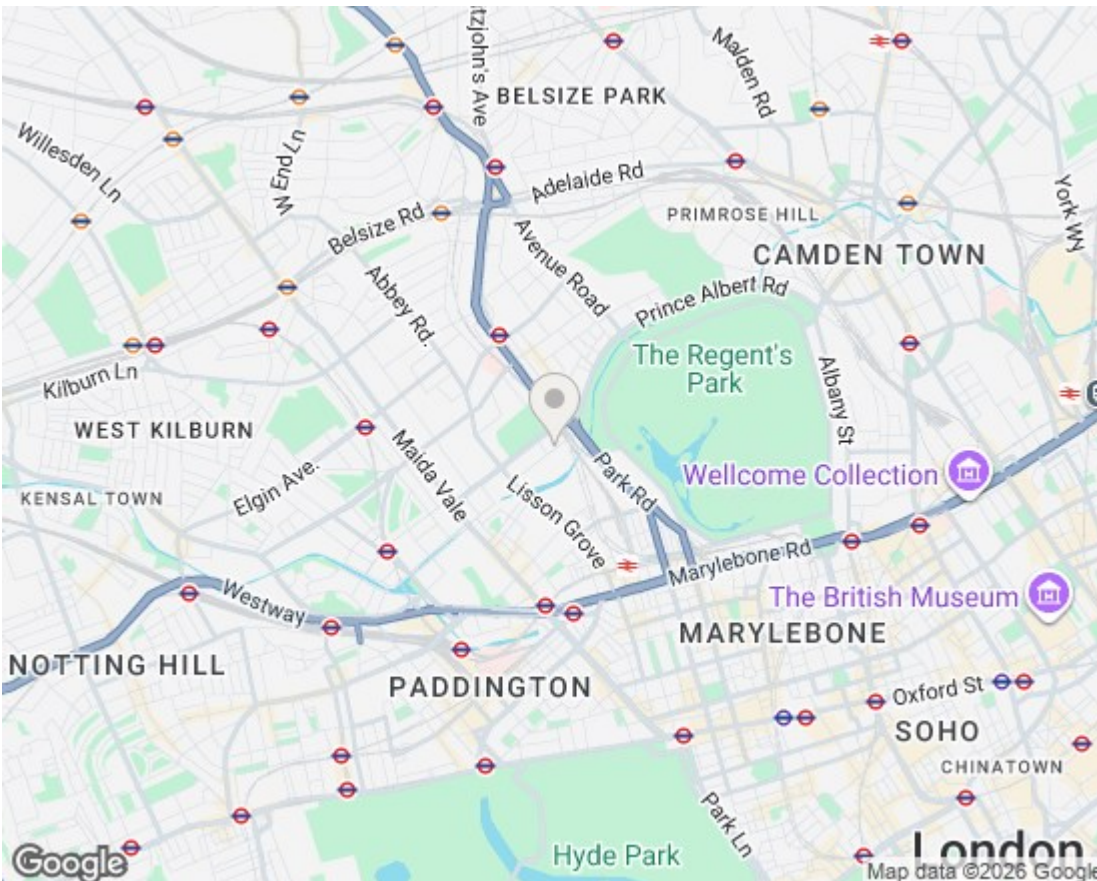 tzjohn's Ave
Malden Rd
BELSIZE PARK
Willesden Ln
W End Ln
Adelaide Rd
York WY
PRIMROSE HILL
Belsize Rd
Avenue Road
CAMDEN TOWN
Abbey Rd.
Prince Albert Rd
The Regent's
Park
Albany St
Kilburn Ln
WEST KILBURN
Maida Vale
Park Rd
Wellcome Collection
Elgin Ave.
KENSAL TOWN
Lisson Grove
Marylebone Rd
Westway
The British Museum
MARYLEBONE
NOTTING HILL
PADDINGTON
Oxford St
SOHO
CHINATOWN
Park Ln
Hyde Park
London
Google
Map data ©2026 Google